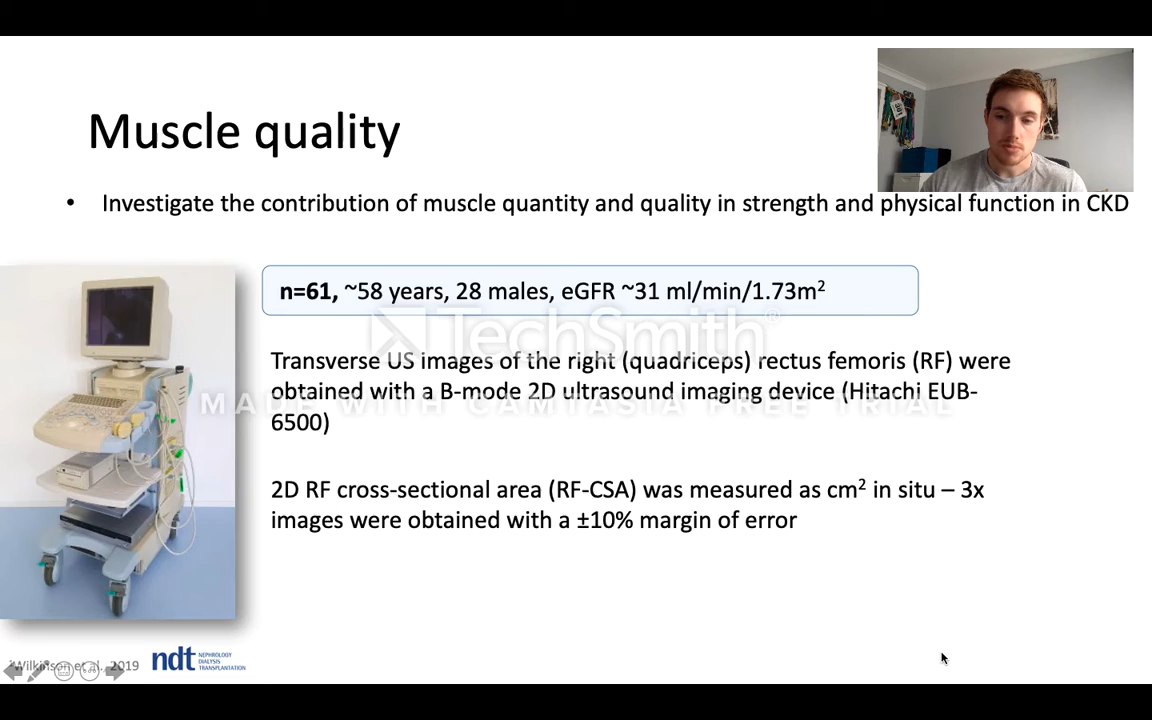 Muscle quality
• Investigate the contribution of muscle quantity and quality in strength and physical function in CKD
n=61, ~58 years, 28 males, eGFR ~31 ml/min/1.73m²
TechSmith®
Transverse US images of the right (quadriceps) rectus femoris (RF) were
obtained with a B-mode 2D ultrasound imaging device (Hitachi EUB-
MADE WITH CAMTASIA FREE TRIAL
6500)
2D RF cross-sectional area (RF-CSA) was measured as cm² in situ – 3x
images were obtained with a ±10% margin of error
Wilkinson et al., 2019
ndt NEPHROLOGY
DIALYSIS
TRANSPLANTATION